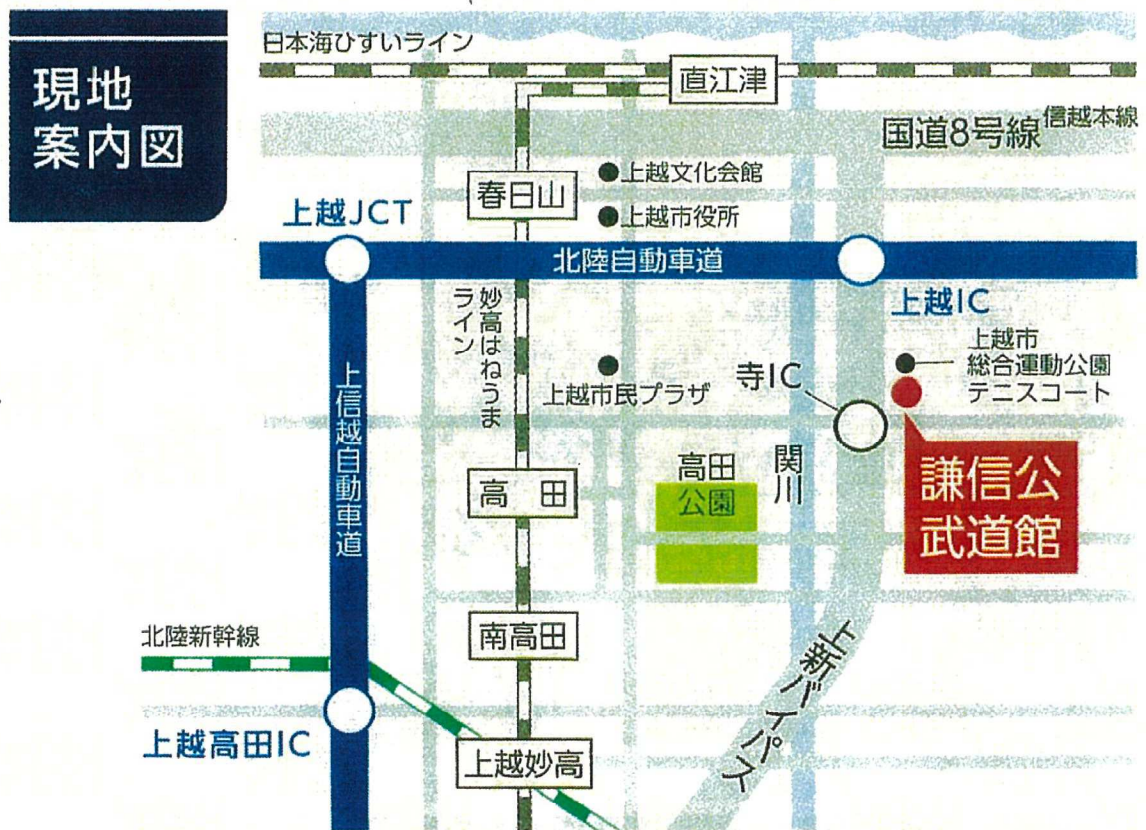 現地
案内図
日本海ひすいライン
直江津
国道8号線
信越本線
上越文化会館
春日山
上越市役所
上越JCT
北陸自動車道
上越IC
妙高はねうま
ライン
上越市
総合運動公園
テニスコート
上越市民プラザ
寺IC
上信越自動車道
高田
公園
関川
謙信公
武道館
高 田
南高田
北陸新幹線
上新バイパス
上越高田IC
上越妙高